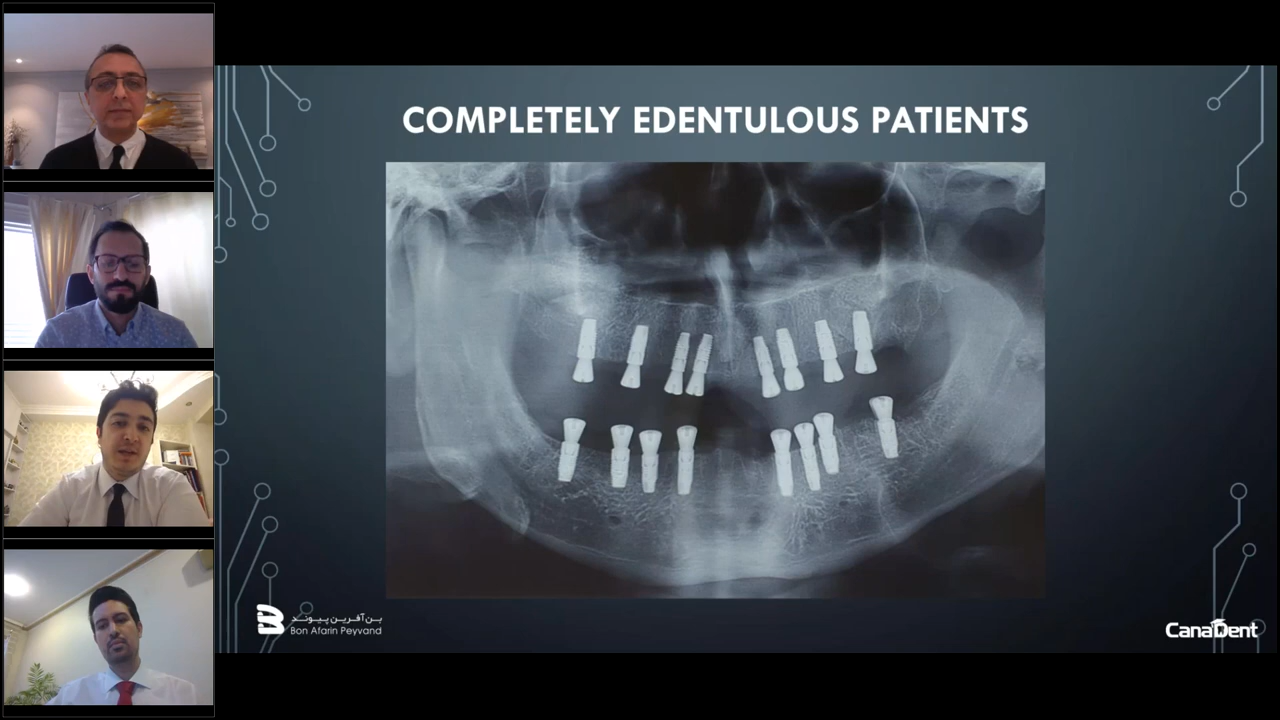 COMPLETELY EDENTULOUS PATIENTS
بن‌آفرین پیوند
Bon Afarin Peyvand
CanaDent